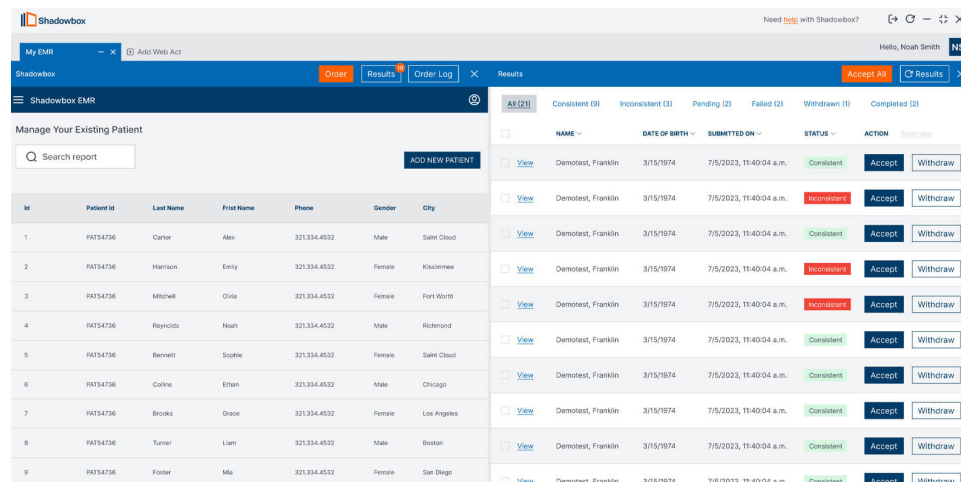 Shadowbox
Need help with Shadowbox?
My EMR
Add Web Act
Hello, Noah Smith
NS
Shadowbox
Order
Results
10
Order Log
Results
Accept All
Results
Shadowbox EMR
Manage Your Existing Patient
Search report
ADD NEW PATIENT
Id Patient Id Last Name Frist Name Phone Gender City
1 PAT54736 Carter Alex 321.334.4532 Male Saint Cloud
2 PAT54736 Harrison Emily 321.334.4532 Female Kissimmee
3 PAT54736 Mitchell Olvia 321.334.4532 Female Fort Worth
4 PAT54736 Reynolds Noah 321.334.4532 Male Richmond
5 PAT54736 Bennett Sophie 321.334.4532 Female Saint Cloud
6 PAT54736 Collins Ethan 321.334.4532 Male Chicago
7 PAT54736 Brooks Grace 321.334.4532 Female Los Angeles
8 PAT54736 Turner Liam 321.334.4532 Male Boston
9 PAT54736 Foster Mia 321.334.4532 Female San Diego
All (21) Consistent (9) Inconsistent (3) Pending (2) Failed (2) Withdrawn (1) Completed (2)
NAME DATE OF BIRTH SUBMITTED ON STATUS ACTION Reset View
View Demotest, Franklin 3/15/1974 7/5/2023, 11:40:04 a.m. Consistent Accept Withdraw
View Demotest, Franklin 3/15/1974 7/5/2023, 11:40:04 a.m. Inconsistent Accept Withdraw
View Demotest, Franklin 3/15/1974 7/5/2023, 11:40:04 a.m. Consistent Accept Withdraw
View Demotest, Franklin 3/15/1974 7/5/2023, 11:40:04 a.m. Inconsistent Accept Withdraw
View Demotest, Franklin 3/15/1974 7/5/2023, 11:40:04 a.m. Inconsistent Accept Withdraw
View Demotest, Franklin 3/15/1974 7/5/2023, 11:40:04 a.m. Consistent Accept Withdraw
View Demotest, Franklin 3/15/1974 7/5/2023, 11:40:04 a.m. Consistent Accept Withdraw
View Demotest, Franklin 3/15/1974 7/5/2023, 11:40:04 a.m. Consistent Accept Withdraw
View Demotest, Franklin 3/15/1974 7/5/2023, 11:40:04 a.m. Consistent Accept Withdraw
View Demotest, Franklin 3/15/1974 7/5/2023, 11:40:04 a.m. Consistent Accept Withdraw